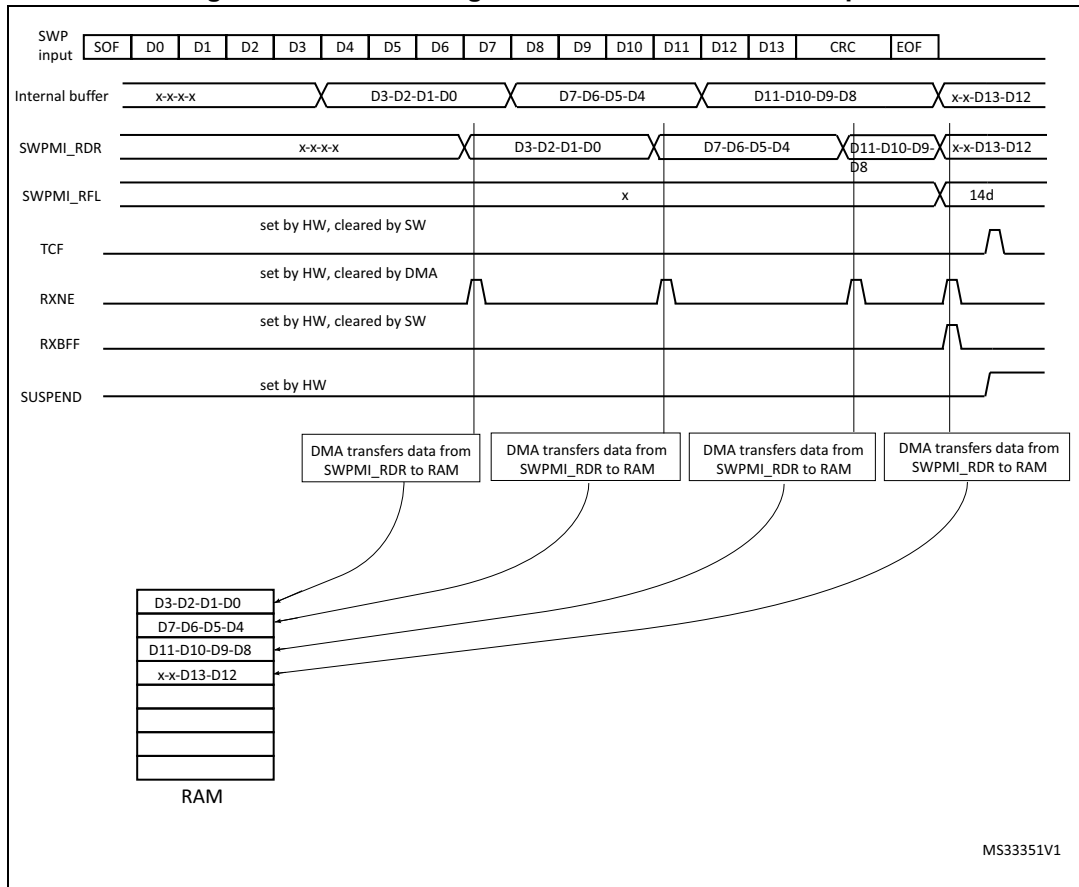 SWP input SOF D0 D1 D2 D3 D4 D5 D6 D7 D8 D9 D10 D11 D12 D13 CRC EOF
Internal buffer x-x-x-x D3-D2-D1-D0 D7-D6-D5-D4 D11-D10-D9-D8 x-x-D13-D12
SWPMI_RDR x-x-x-x D3-D2-D1-D0 D7-D6-D5-D4 D11-D10-D9-D8 x-x-D13-D12
SWPMI_RFL x 14d
set by HW, cleared by SW
TCF
set by HW, cleared by DMA
RXNE
set by HW, cleared by SW
RXBFF
set by HW
SUSPEND
DMA transfers data from SWPMI_RDR to RAM
DMA transfers data from SWPMI_RDR to RAM
DMA transfers data from SWPMI_RDR to RAM
DMA transfers data from SWPMI_RDR to RAM
D3-D2-D1-D0
D7-D6-D5-D4
D11-D10-D9-D8
x-x-D13-D12
RAM
MS33351V1